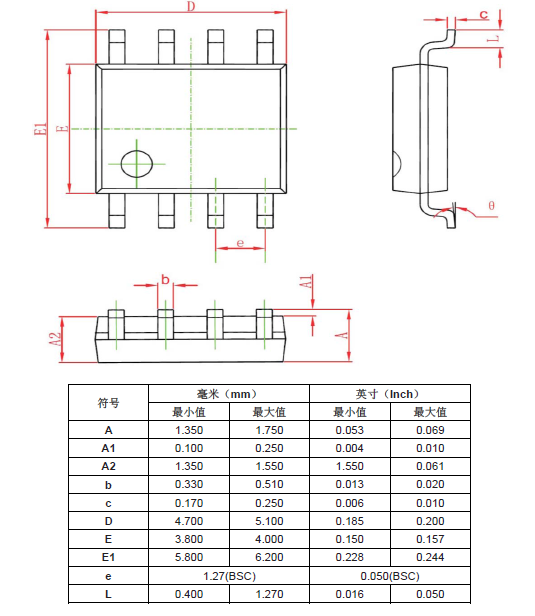 D
c
L
E1
E
e
θ
b
A1
A2
A
符号 毫米（mm） 英寸（Inch）
最小值 最大值 最小值 最大值
A 1.350 1.750 0.053 0.069
A1 0.100 0.250 0.004 0.010
A2 1.350 1.550 1.550 0.061
b 0.330 0.510 0.013 0.020
c 0.170 0.250 0.006 0.010
D 4.700 5.100 0.185 0.200
E 3.800 4.000 0.150 0.157
E1 5.800 6.200 0.228 0.244
e 1.27(BSC) 0.050(BSC)
L 0.400 1.270 0.016 0.050